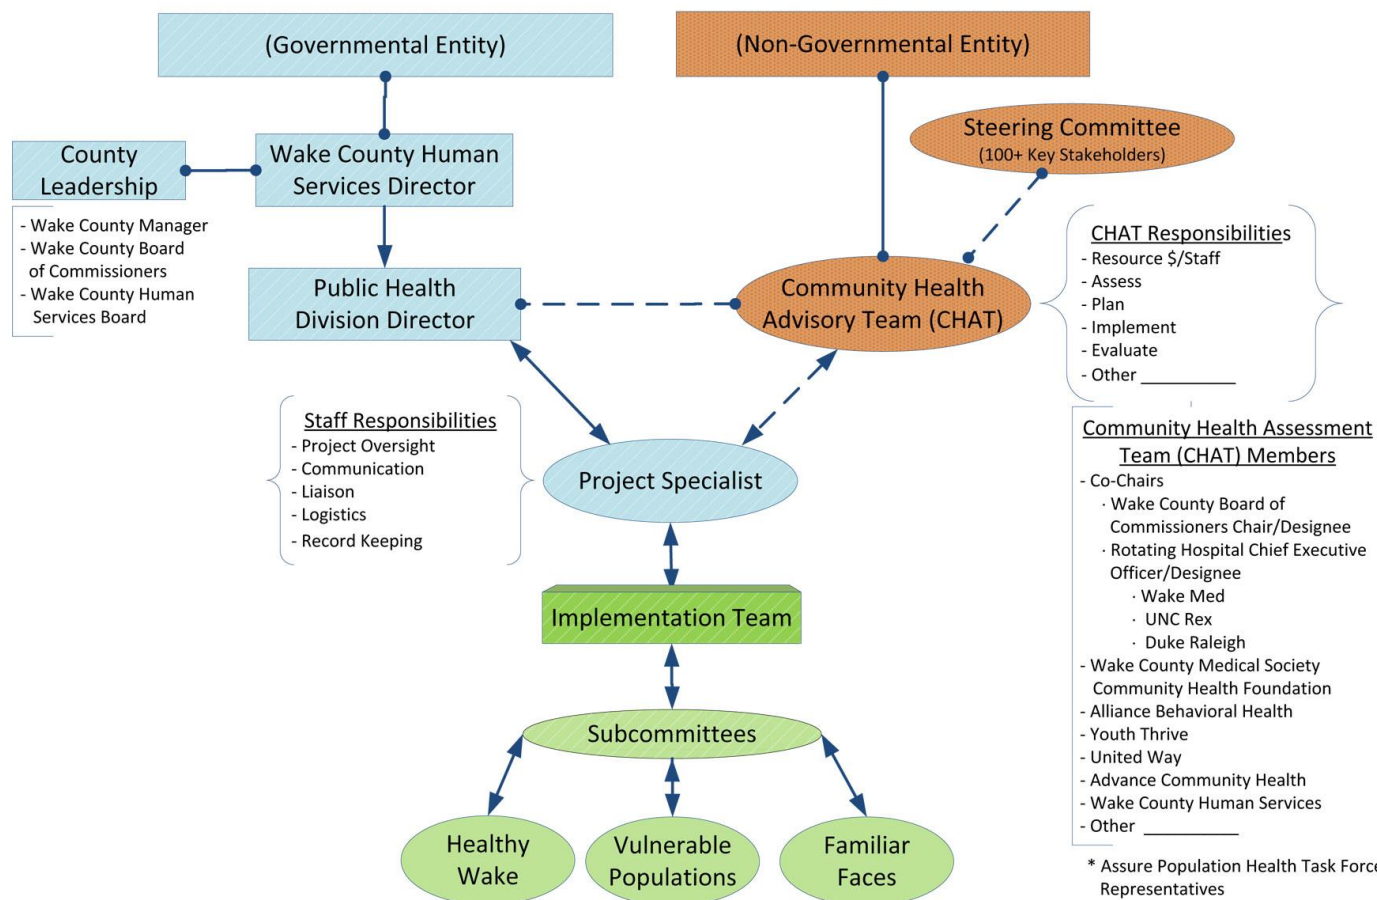 (Governmental Entity)
(Non-Governmental Entity)
Steering Committee
(100+ Key Stakeholders)
County
Leadership
Wake County Human
Services Director
- Wake County Manager
- Wake County Board
of Commissioners
- Wake County Human
Services Board
Public Health
Division Director
Community Health
Advisory Team (CHAT)
CHAT Responsibilities
- Resource $/Staff
- Assess
- Plan
- Implement
- Evaluate
- Other __________
Staff Responsibilities
- Project Oversight
- Communication
- Liaison
- Logistics
- Record Keeping
Project Specialist
Community Health Assessment
Team (CHAT) Members
- Co-Chairs
· Wake County Board of
Commissioners Chair/Designee
· Rotating Hospital Chief Executive
Officer/Designee
· Wake Med
· UNC Rex
· Duke Raleigh
- Wake County Medical Society
Community Health Foundation
- Alliance Behavioral Health
- Youth Thrive
- United Way
- Advance Community Health
- Wake County Human Services
- Other __________
* Assure Population Health Task Force
Representatives
Implementation Team
Subcommittees
Healthy
Wake
Vulnerable
Populations
Familiar
Faces